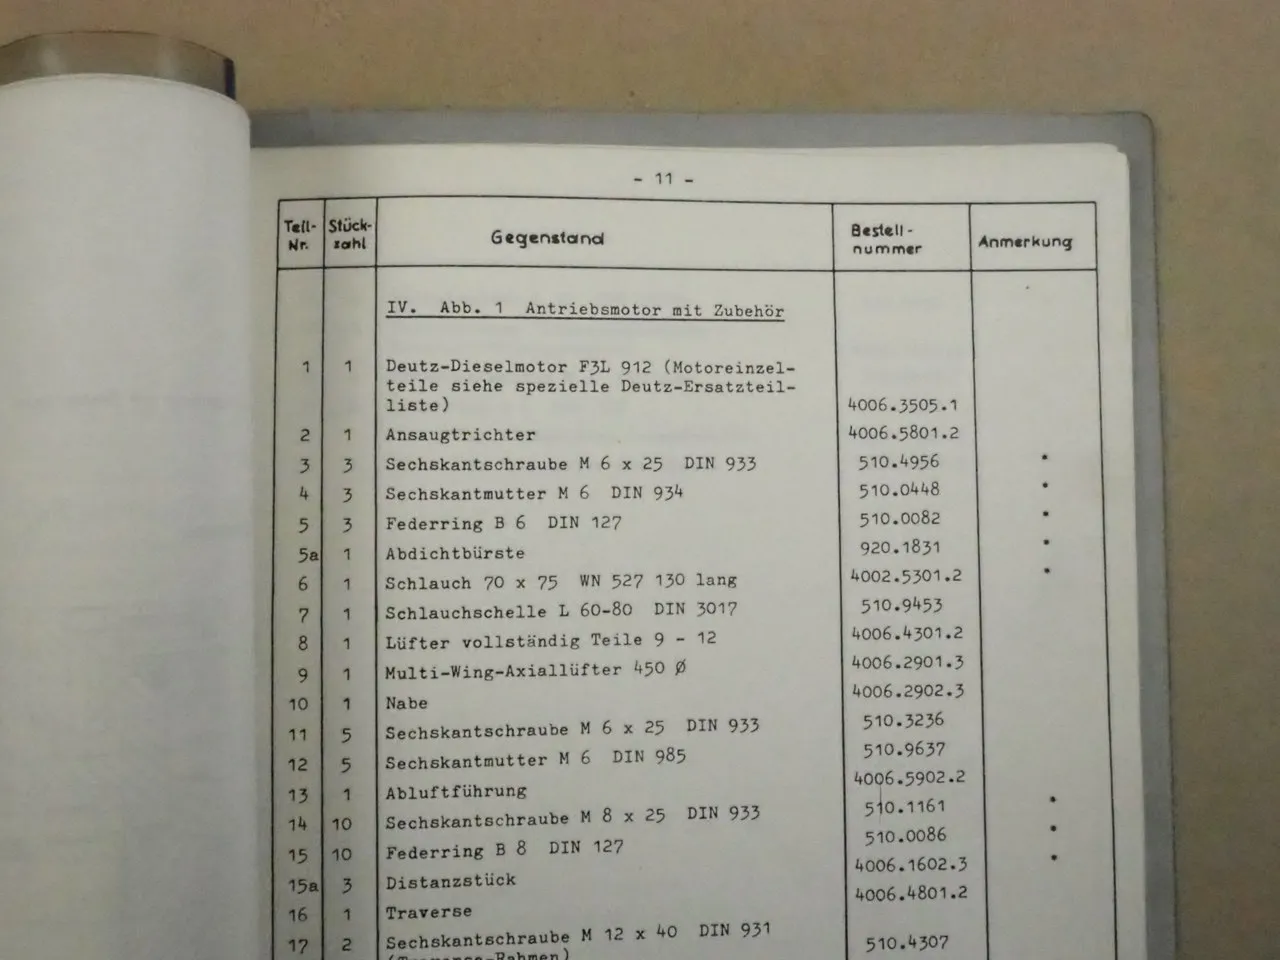 - 11 -
Teil-Nr. Stück-zahl Gegenstand Bestell-nummer Anmerkung
IV. Abb. 1 Antriebsmotor mit Zubehör
1 1 Deutz-Dieselmotor F3L 912 (Motoreinzel-
teile siehe spezielle Deutz-Ersatzteil-
liste) 4006.3505.1
2 1 Ansaugtrichter 4006.5801.2
3 3 Sechskantschraube M 6 x 25 DIN 933 510.4956 •
4 3 Sechskantmutter M 6 DIN 934 510.0448 •
5 3 Federring B 6 DIN 127 510.0082 •
5a 1 Abdichtbürste 920.1831 •
6 1 Schlauch 70 x 75 WN 527 130 lang 4002.5301.2 •
7 1 Schlauchschelle L 60-80 DIN 3017 510.9453
8 1 Lüfter vollständig Teile 9 - 12 4006.4301.2
9 1 Multi-Wing-Axiallüfter 450 Ø 4006.2901.3
10 1 Nabe 4006.2902.3
11 5 Sechskantschraube M 6 x 25 DIN 933 510.3236
12 5 Sechskantmutter M 6 DIN 985 510.9637
13 1 Abluftführung 4006.5902.2
14 10 Sechskantschraube M 8 x 25 DIN 933 510.1161 •
15 10 Federring B 8 DIN 127 510.0086 •
15a 3 Distanzstück 4006.1602.3 •
16 1 Traverse 4006.4801.2
17 2 Sechskantschraube M 12 x 40 DIN 931 510.4307
(Traverse-Rahmen)